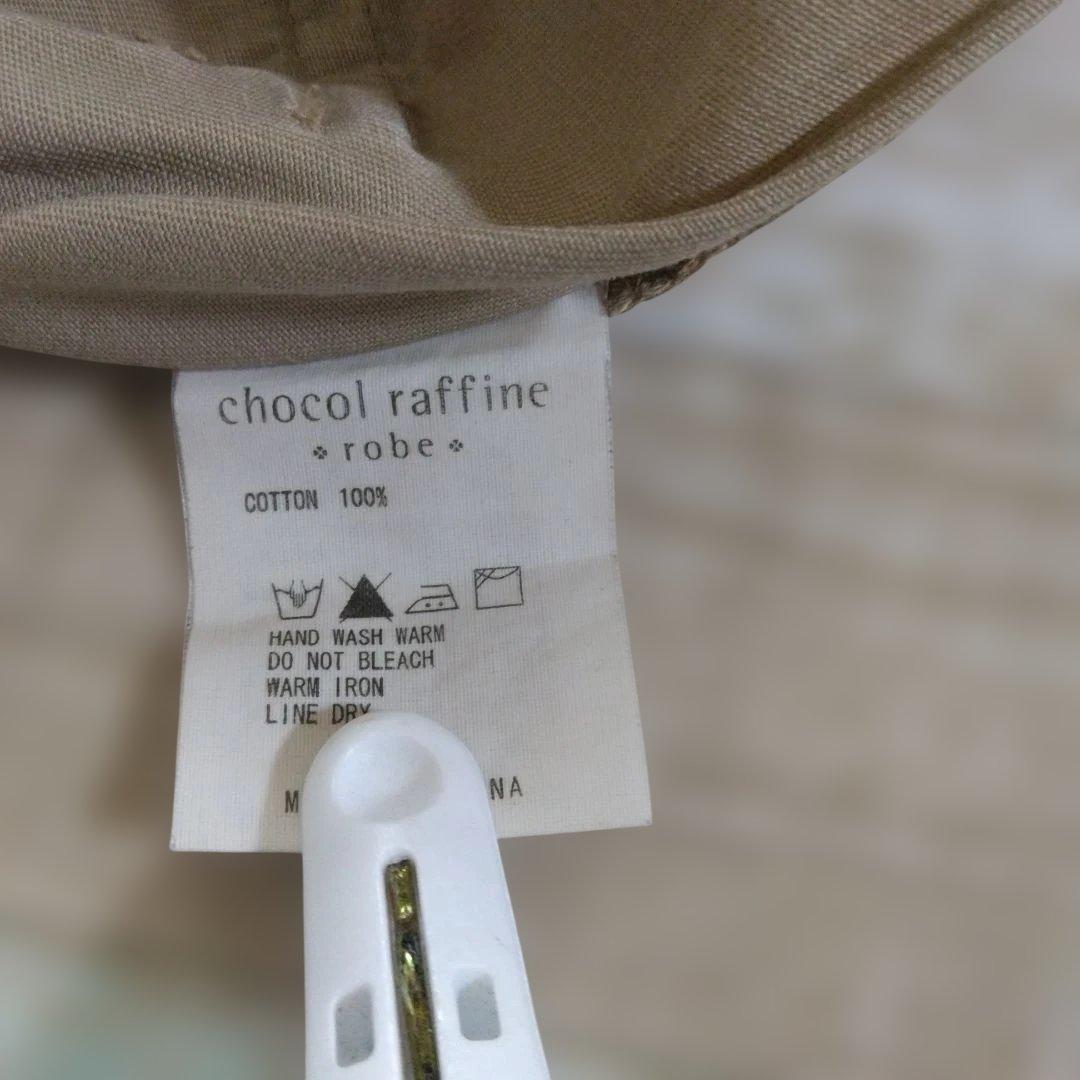 chocol raffine
robe
COTTON 100%
HAND WASH WARM
DO NOT BLEACH
WARM IRON
LINE DRY